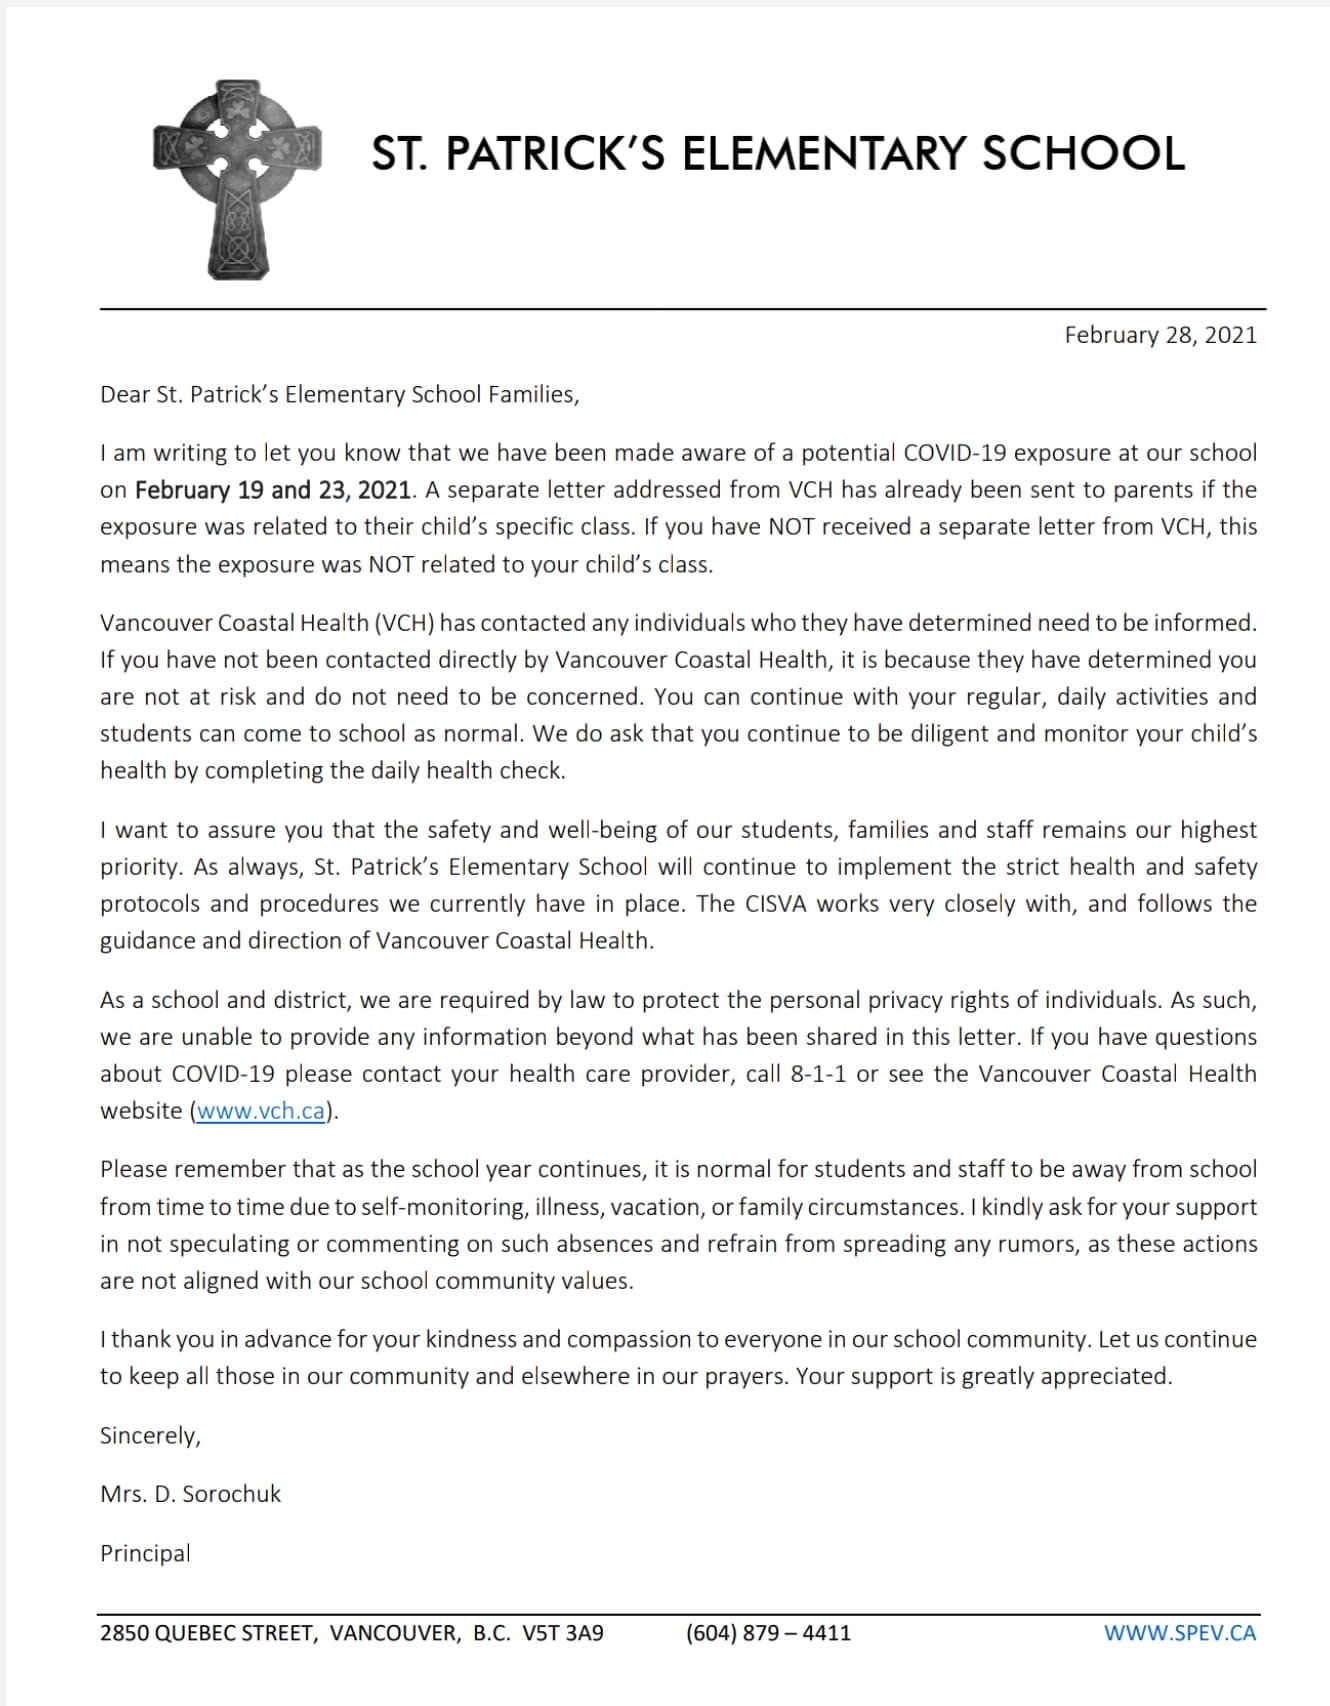 ST. PATRICK'S ELEMENTARY SCHOOL
February 28, 2021
Dear St. Patrick's Elementary School Families,
I am writing to let you know that we have been made aware of a potential COVID-19 exposure at our school
on February 19 and 23, 2021. A separate letter addressed from VCH has already been sent to parents if the
exposure was related to their child's specific class. If you have NOT received a separate letter from VCH, this
means the exposure was NOT related to your child's class.
Vancouver Coastal Health (VCH) has contacted any individuals who they have determined need to be informed.
If you have not been contacted directly by Vancouver Coastal Health, it is because they have determined you
are not at risk and do not need to be concerned. You can continue with your regular, daily activities and
students can come to school as normal. We do ask that you continue to be diligent and monitor your child's
health by completing the daily health check.
I want to assure you that the safety and well-being of our students, families and staff remains our highest
priority. As always, St. Patrick's Elementary School will continue to implement the strict health and safety
protocols and procedures we currently have in place. The CISVA works very closely with, and follows the
guidance and direction of Vancouver Coastal Health.
As a school and district, we are required by law to protect the personal privacy rights of individuals. As such,
we are unable to provide any information beyond what has been shared in this letter. If you have questions
about COVID-19 please contact your health care provider, call 8-1-1 or see the Vancouver Coastal Health
website (www.vch.ca).
Please remember that as the school year continues, it is normal for students and staff to be away from school
from time to time due to self-monitoring, illness, vacation, or family circumstances. I kindly ask for your support
in not speculating or commenting on such absences and refrain from spreading any rumors, as these actions
are not aligned with our school community values.
I thank you in advance for your kindness and compassion to everyone in our school community. Let us continue
to keep all those in our community and elsewhere in our prayers. Your support is greatly appreciated.
Sincerely,
Mrs. D. Sorochuk
Principal
2850 QUEBEC STREET, VANCOUVER, B.C. V5T 3A9 (604) 879 – 4411 WWW.SPEV.CA